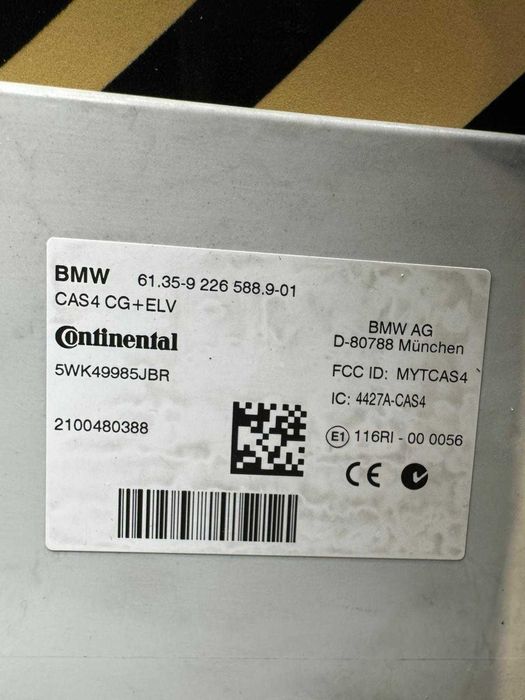 BMW 61.35-9 226 588.9-01
CAS4 CG+ELV
Continental
5WK49985JBR
2100480388
BMW AG
D-80788 München
FCC ID: MYTCAS4
IC: 4427A-CAS4
E1 116RI - 00 0056
CE